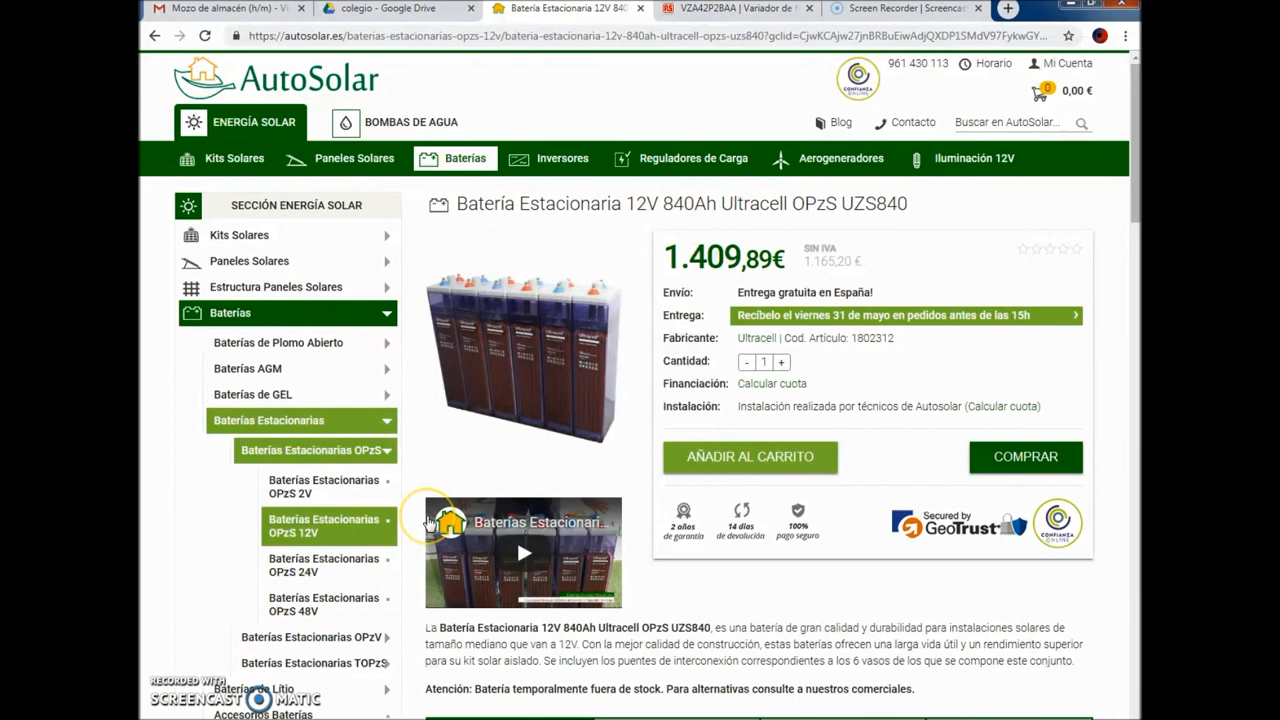 Mozo de almacén (h/m) - Vi
colegio - Google Drive
Batería Estacionaria 12V 840
VZA42P2BAA | Variador de
Screen Recorder | Screencast
https://autosolar.es/baterias-estacionarias-opzs-12v/bateria-estacionaria-12v-840ah-ultracell-opzs-uzs840?gclid=CjwKCAjw27jnBRBuEiwAdjQXDP1SMdV97FykwGY...
AutoSolar
CONFIANZA ONLINE
961 430 113
Horario
Mi Cuenta
0
0,00 €
ENERGÍA SOLAR
BOMBAS DE AGUA
Blog
Contacto
Buscar en AutoSolar...
Kits Solares
Paneles Solares
Baterías
Inversores
Reguladores de Carga
Aerogeneradores
Iluminación 12V
SECCIÓN ENERGÍA SOLAR
Kits Solares
Paneles Solares
Estructura Paneles Solares
Baterías
Baterías de Plomo Abierto
Baterías AGM
Baterías de GEL
Baterías Estacionarias
Baterías Estacionarias OPzS
Baterías Estacionarias
OPzS 2V
Baterías Estacionarias
OPzS 12V
Baterías Estacionarias
OPzS 24V
Baterías Estacionarias
OPzS 48V
Baterías Estacionarias OPzV
Baterías Estacionarias TOPzS
Baterías de Litio
Accesorios Baterías
Batería Estacionaria 12V 840Ah Ultracell OPzS UZS840
1.409,89€
SIN IVA
1.165,20 €
Envío: Entrega gratuita en España!
Entrega: Recíbelo el viernes 31 de mayo en pedidos antes de las 15h
Fabricante: Ultracell | Cod. Artículo: 1802312
Cantidad: - 1 +
Financiación: Calcular cuota
Instalación: Instalación realizada por técnicos de Autosolar (Calcular cuota)
AÑADIR AL CARRITO
COMPRAR
2 años
de garantía
14 días
de devolución
100%
pago seguro
Secured by
GeoTrust
CONFIANZA ONLINE
Baterías Estacionari...
La Batería Estacionaria 12V 840Ah Ultracell OPzS UZS840, es una batería de gran calidad y durabilidad para instalaciones solares de
tamaño mediano que van a 12V. Con la mejor calidad de construcción, estas baterías ofrecen una larga vida útil y un rendimiento superior
para su kit solar aislado. Se incluyen los puentes de interconexión correspondientes a los 6 vasos de los que se compone este conjunto.
Atención: Batería temporalmente fuera de stock. Para alternativas consulte a nuestros comerciales.
RECORDED WITH
SCREENCAST MATIC